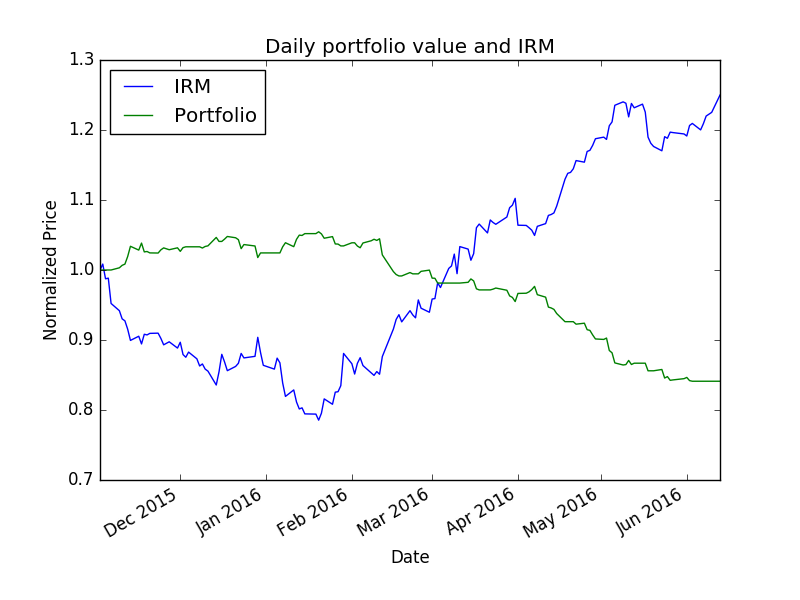 Daily portfolio value and IRM
1.3
1.2
1.1
1.0
0.9
0.8
0.7
IRM
Portfolio
Normalized Price
Dec 2015
Jan 2016
Feb 2016
Mar 2016
Apr 2016
May 2016
Jun 2016
Date